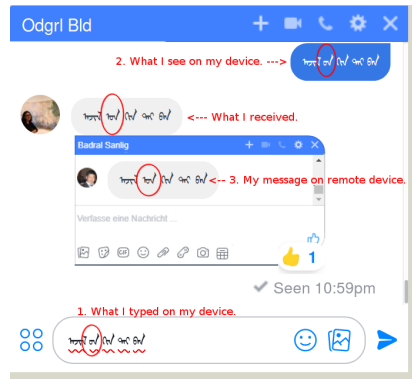 Odgrl Bld
2. What I see on my device. --->
<--- What I received.
Badral Sanlig
<-- 3. My message on remote device.
Verfasse eine Nachricht ...
GIF
1
Seen 10:59pm
1. What I typed on my device.